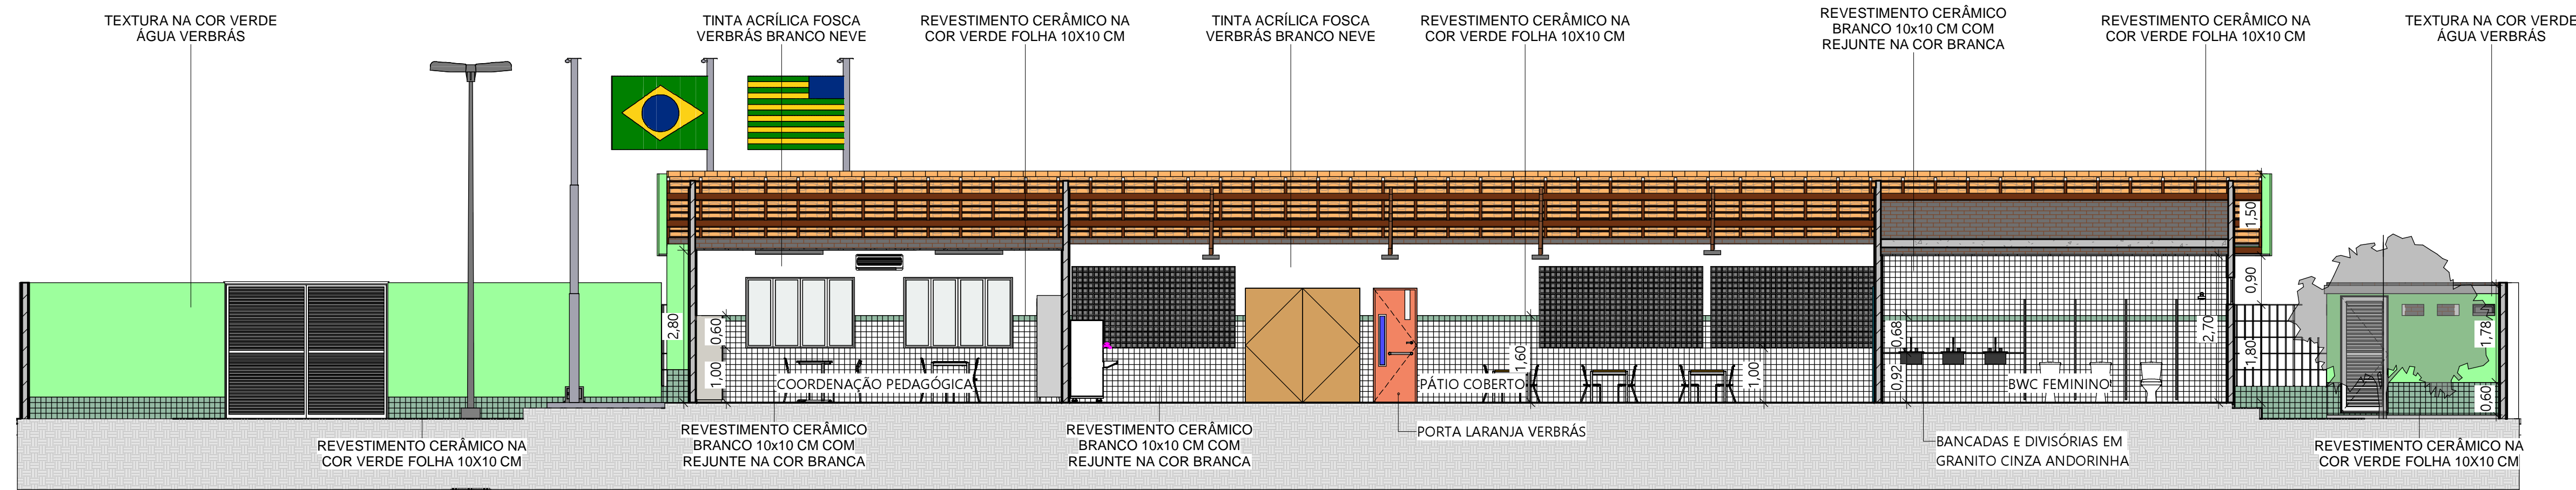 TEXTURA NA COR VERDE
ÁGUA VERBRÁS
TINTA ACRÍLICA FOSCA
VERBRÁS BRANCO NEVE
REVESTIMENTO CERÂMICO NA
COR VERDE FOLHA 10X10 CM
TINTA ACRÍLICA FOSCA
VERBRÁS BRANCO NEVE
REVESTIMENTO CERÂMICO NA
COR VERDE FOLHA 10X10 CM
REVESTIMENTO CERÂMICO
BRANCO 10x10 CM COM
REJUNTE NA COR BRANCA
REVESTIMENTO CERÂMICO NA
COR VERDE FOLHA 10X10 CM
TEXTURA NA COR VERDE
ÁGUA VERBRÁS
2,80
0,60
1,00
COORDENAÇÃO PEDAGÓGICA
PÁTIO COBERTO
1,60
1,00
0,68
0,92
BWC FEMININO
2,70
1,50
0,90
1,80
1,78
0,60
REVESTIMENTO CERÂMICO NA
COR VERDE FOLHA 10X10 CM
REVESTIMENTO CERÂMICO
BRANCO 10x10 CM COM
REJUNTE NA COR BRANCA
REVESTIMENTO CERÂMICO
BRANCO 10x10 CM COM
REJUNTE NA COR BRANCA
PORTA LARANJA VERBRÁS
BANCADAS E DIVISÓRIAS EM
GRANITO CINZA ANDORINHA
REVESTIMENTO CERÂMICO NA
COR VERDE FOLHA 10X10 CM